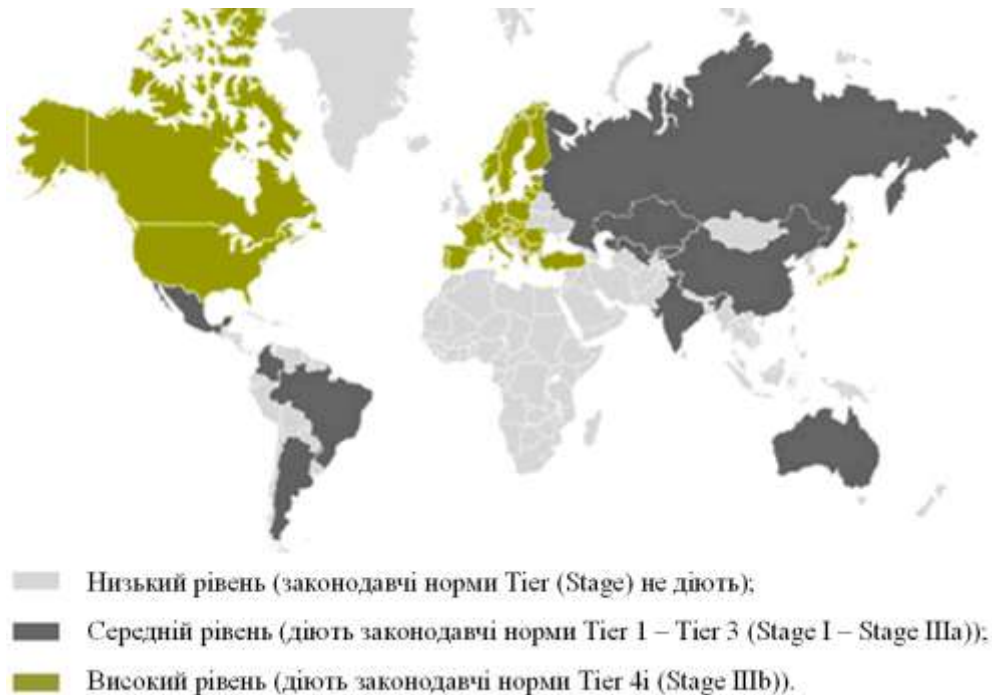 Низький рівень (законодавчі норми Tier (Stage) не діють);
Середній рівень (діють законодавчі норми Tier 1 – Tier 3 (Stage I – Stage IIIa));
Високий рівень (діють законодавчі норми Tier 4i (Stage IIIb)).